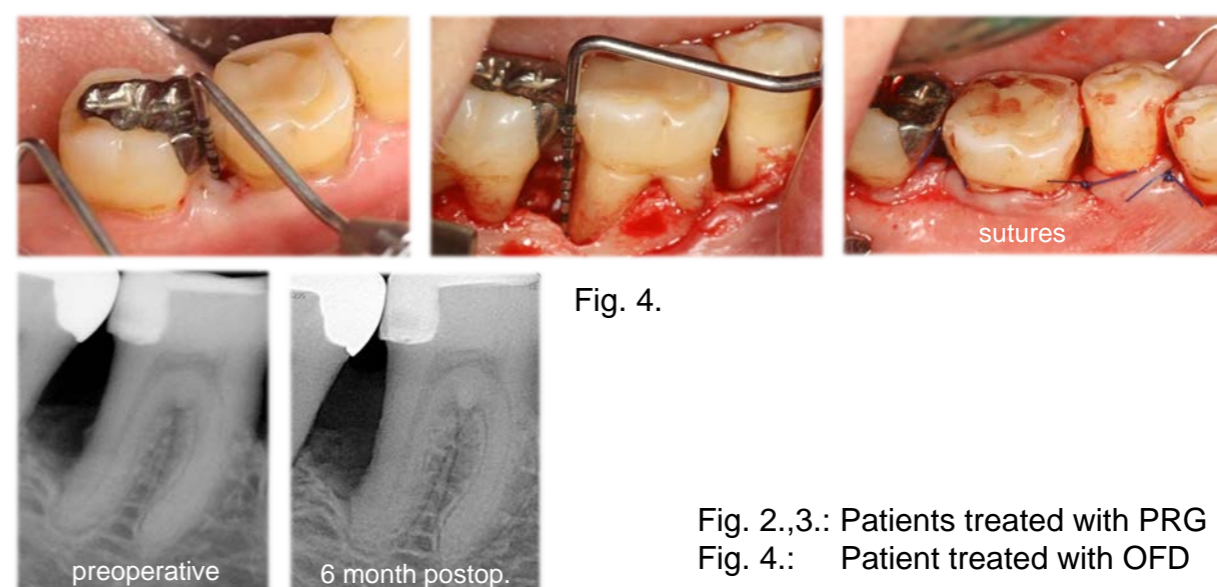 sutures
Fig. 4.
preoperative
6 month postop.
Fig. 2.,3.: Patients treated with PRG
Fig. 4.: Patient treated with OFD